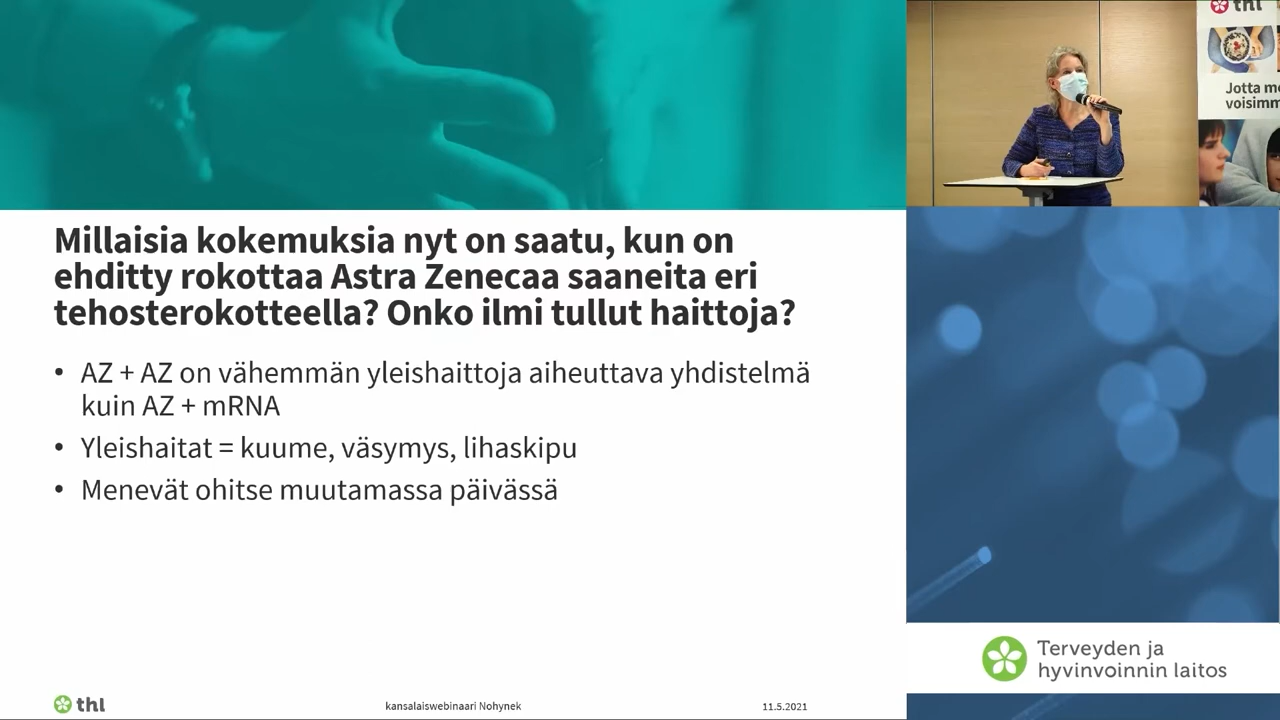 Millaisia kokemuksia nyt on saatu, kun on
ehditty rokottaa Astra Zenecaa saaneita eri
tehosterokotteella? Onko ilmi tullut haittoja?
• AZ + AZ on vähemmän yleishaittoja aiheuttava yhdistelmä
kuin AZ + mRNA
• Yleishaitat = kuume, väsymys, lihaskipu
• Menevät ohitse muutamassa päivässä
thl
kansalaiswebinaari Nohynek
11.5.2021
thl
Jotta
voisimm
Terveyden ja
hyvinvoinnin laitos